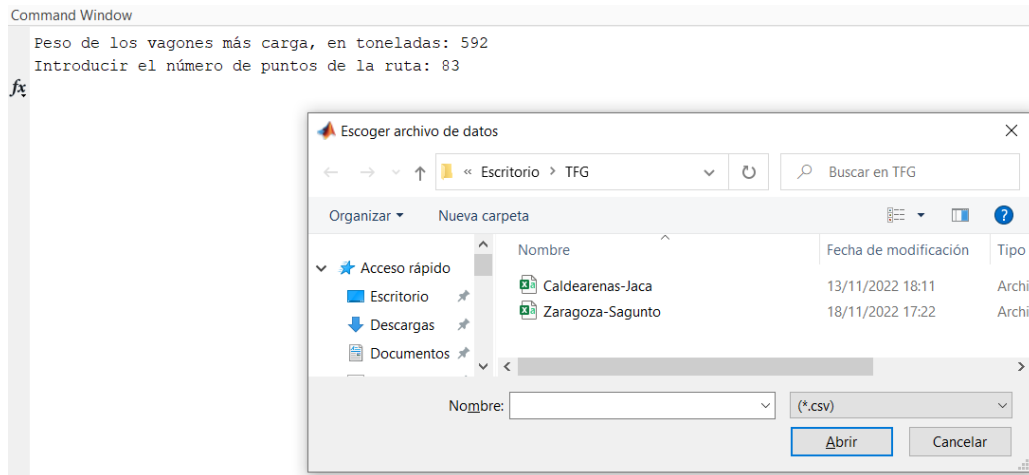 Command Window
Peso de los vagones más carga, en toneladas: 592
Introducir el número de puntos de la ruta: 83
fx
Escoger archivo de datos
« Escritorio > TFG
Buscar en TFG
Organizar
Nueva carpeta
Nombre Fecha de modificación Tipo
Acceso rápido
Escritorio
Descargas
Documentos
Caldearenas-Jaca 13/11/2022 18:11 Archi
Zaragoza-Sagunto 18/11/2022 17:22 Archi
Nombre:
(*.csv)
Abrir
Cancelar